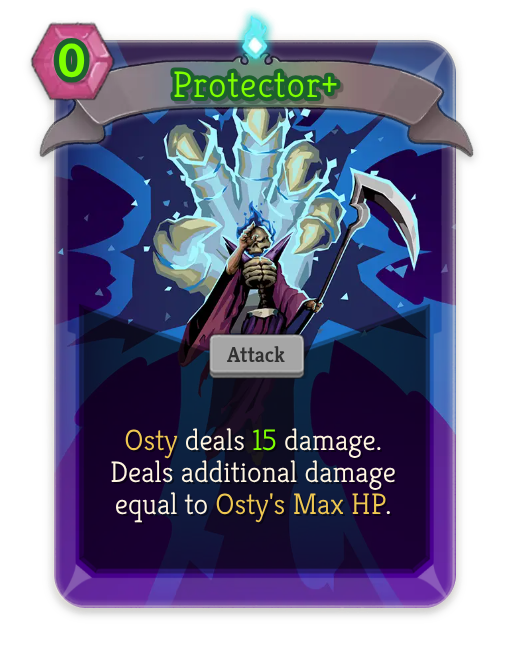 0
Protector+
Attack
Osty deals 15 damage.
Deals additional damage
equal to Osty's Max HP.